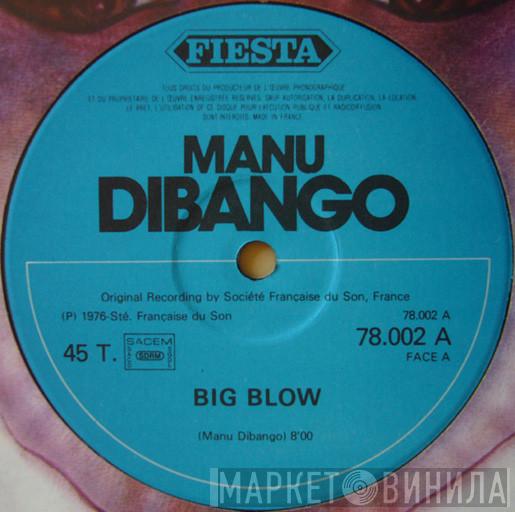 FIESTA
TOUS DROITS DU PRODUCTEUR DE L'ŒUVRE PHONOGRAPHIQUE
ET DU PROPRIETAIRE DE L'ŒUVRE ENREGISTREE RESERVES. SAUF AUTORISATION, LA DUPLICATION, LA LOCATION,
LE PRET, L'UTILISATION DE CE DISQUE POUR EXECUTION PUBLIQUE ET RADIODIFFUSION
SONT INTERDITS. MADE IN FRANCE
MANU
DIBANGO
Original Recording by Société Française du Son, France
(P) 1976-Sté. Française du Son
78.002 A
45 T.
SACEM
SDRM
78.002 A
FACE A
BIG BLOW
(Manu Dibango) 8'00
МАРКЕТ ВИНИЛА